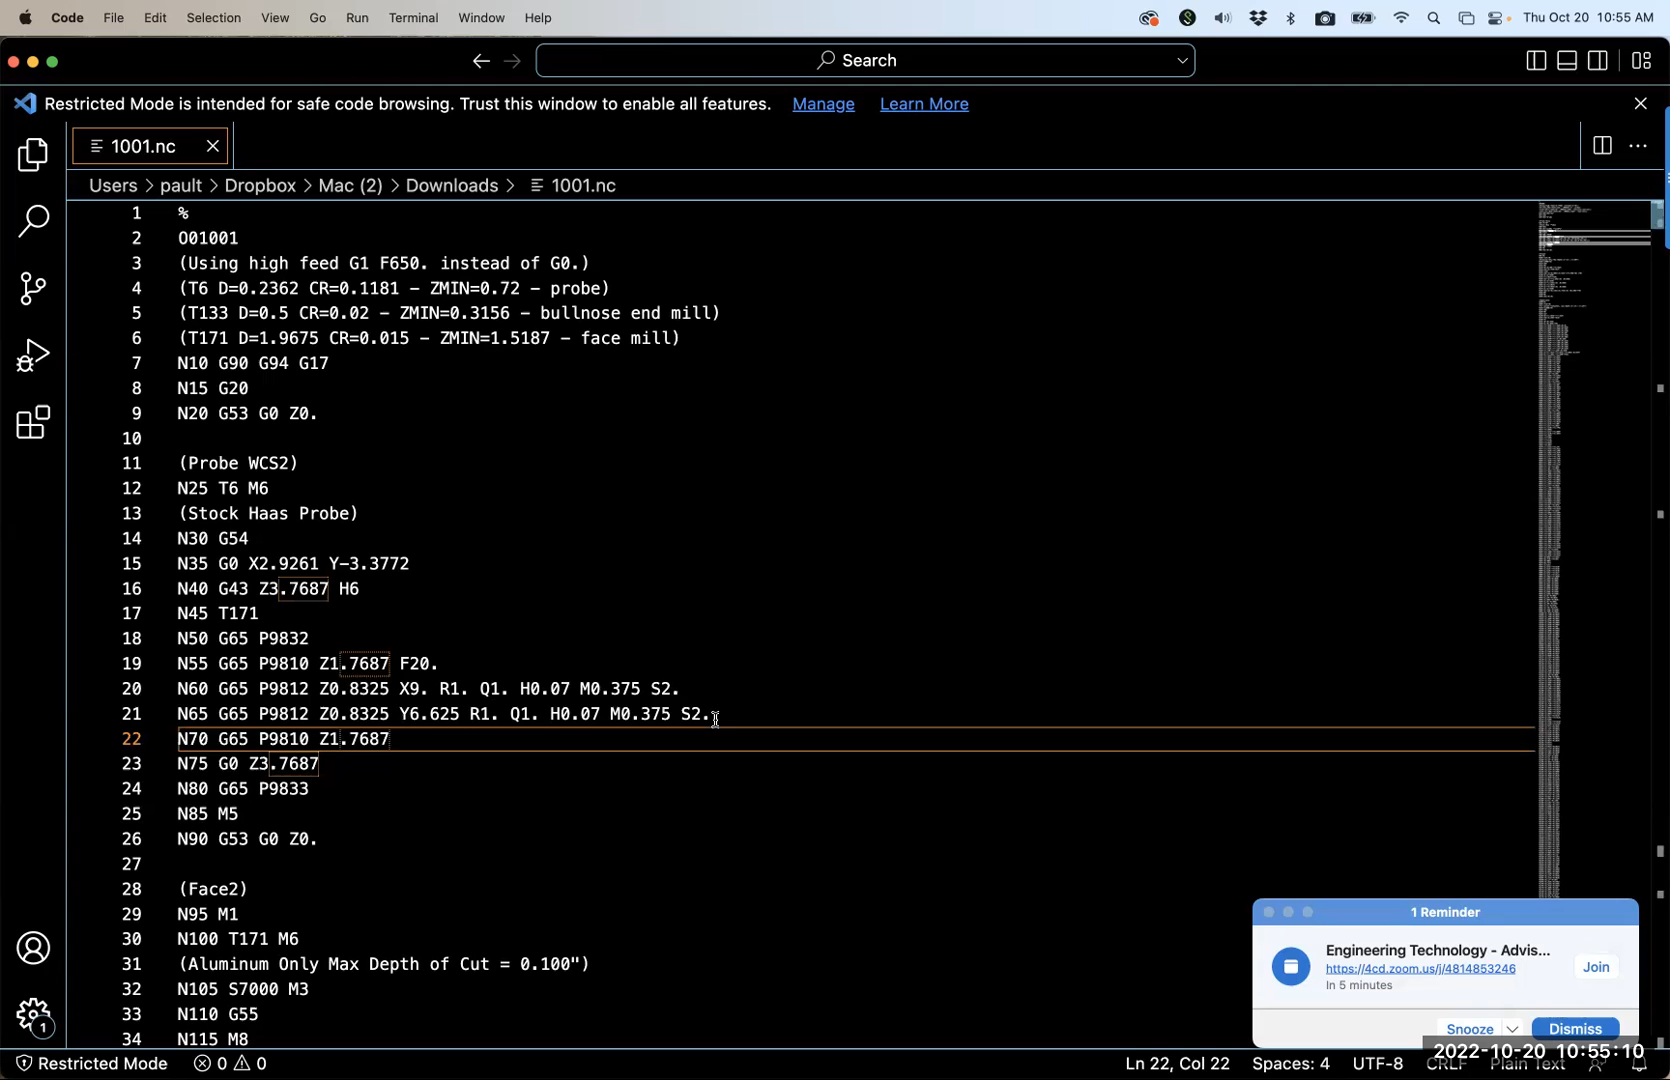 Code File Edit Selection View Go Run Terminal Window Help Thu Oct 20 10:55 AM
Search
Restricted Mode is intended for safe code browsing. Trust this window to enable all features. Manage Learn More
1001.nc
Users > pault > Dropbox > Mac (2) > Downloads > 1001.nc
1 %
2 O01001
3 (Using high feed G1 F650. instead of G0.)
4 (T6 D=0.2362 CR=0.1181 - ZMIN=0.72 - probe)
5 (T133 D=0.5 CR=0.02 - ZMIN=0.3156 - bullnose end mill)
6 (T171 D=1.9675 CR=0.015 - ZMIN=1.5187 - face mill)
7 N10 G90 G94 G17
8 N15 G20
9 N20 G53 G0 Z0.
10
11 (Probe WCS2)
12 N25 T6 M6
13 (Stock Haas Probe)
14 N30 G54
15 N35 G0 X2.9261 Y-3.3772
16 N40 G43 Z3.7687 H6
17 N45 T171
18 N50 G65 P9832
19 N55 G65 P9810 Z1.7687 F20.
20 N60 G65 P9812 Z0.8325 X9. R1. Q1. H0.07 M0.375 S2.
21 N65 G65 P9812 Z0.8325 Y6.625 R1. Q1. H0.07 M0.375 S2.
22 N70 G65 P9810 Z1.7687
23 N75 G0 Z3.7687
24 N80 G65 P9833
25 N85 M5
26 N90 G53 G0 Z0.
27
28 (Face2)
29 N95 M1
30 N100 T171 M6
31 (Aluminum Only Max Depth of Cut = 0.100")
32 N105 S7000 M3
33 N110 G55
34 N115 M8
1 Reminder
Engineering Technology - Advis...
https://4cd.zoom.us/j/4814853246
In 5 minutes
Join
Snooze Dismiss
2022-10-20 10:55:10
1
Restricted Mode 0 0 Ln 22, Col 22 Spaces: 4 UTF-8 CRLF Plain Text